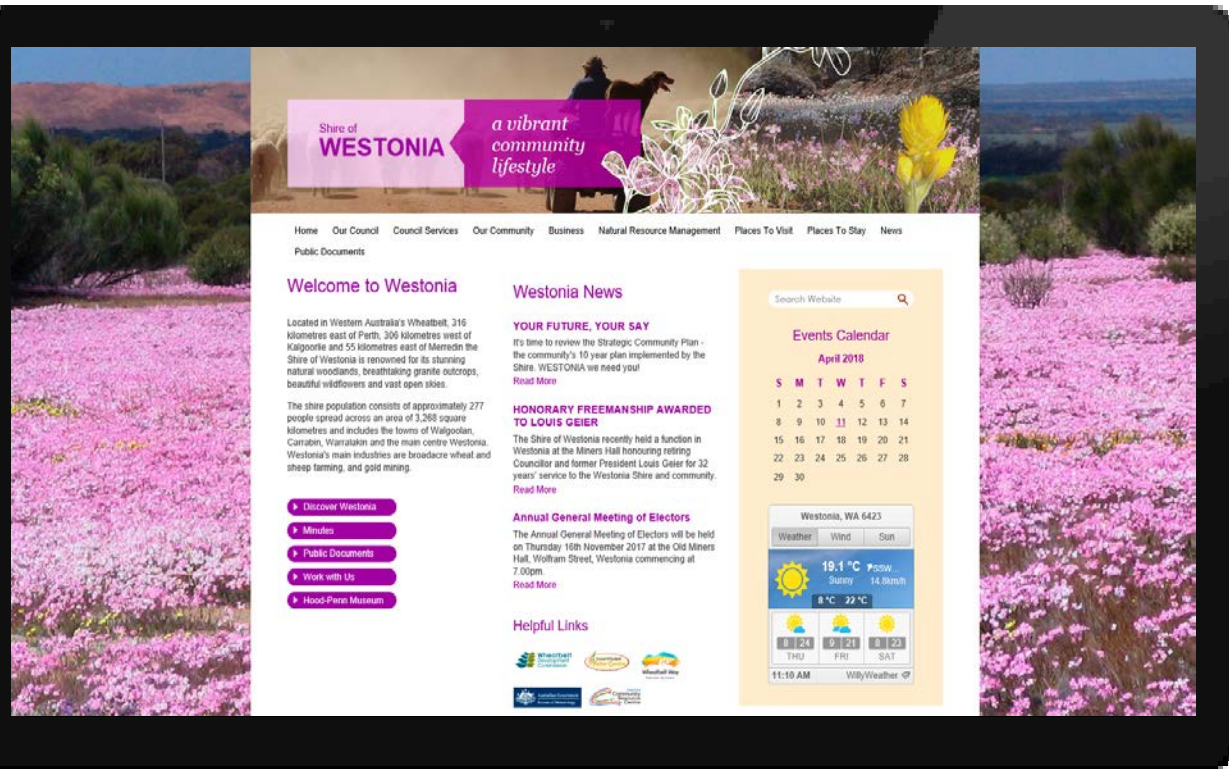 Shire of
WESTONIA
a vibrant
community
lifestyle
Home Our Council Council Services Our Community Business Natural Resource Management Places To Visit Places To Stay News
Public Documents
Welcome to Westonia
Located in Western Australia's Wheatbelt, 316
kilometres east of Perth, 306 kilometres west of
Kalgoorlie and 55 kilometres east of Merredin the
Shire of Westonia is renowned for its stunning
natural woodlands, breathtaking granite outcrops,
beautiful wildflowers and vast open skies.
The shire population consists of approximately 277
people spread across an area of 3,268 square
kilometres and includes the towns of Walgoolan,
Carrabin, Warralakin and the main centre Westonia.
Westonia's main industries are broadacre wheat and
sheep farming, and gold mining.
Discover Westonia
Minutes
Public Documents
Work with Us
Hood-Penn Museum
Westonia News
YOUR FUTURE, YOUR SAY
It's time to review the Strategic Community Plan -
the community's 10 year plan implemented by the
Shire. WESTONIA we need you!
Read More
HONORARY FREEMANSHIP AWARDED
TO LOUIS GEIER
The Shire of Westonia recently held a function in
Westonia at the Miners Hall honouring retiring
Councillor and former President Louis Geier for 32
years' service to the Westonia Shire and community.
Read More
Annual General Meeting of Electors
The Annual General Meeting of Electors will be held
on Thursday 16th November 2017 at the Old Miners
Hall, Wolfram Street, Westonia commencing at
7.00pm.
Read More
Helpful Links
Wheatbelt
Development
Commission
Wheatbelt Way
Australian Government
Bureau of Meteorology
Community
Resource
Centre
Search Website
Events Calendar
April 2018
S M T W T F S
1 2 3 4 5 6 7
8 9 10 11 12 13 14
15 16 17 18 19 20 21
22 23 24 25 26 27 28
29 30
Westonia, WA 6423
Weather Wind Sun
19.1 °C SSW...
Sunny 14.8km/h
8 °C 22 °C
8 24 9 21 8 23
THU FRI SAT
11:10 AM WillyWeather